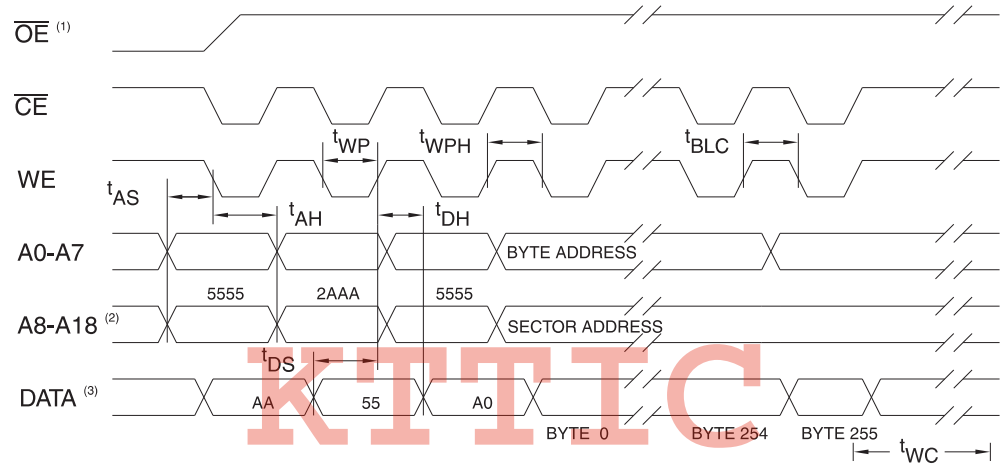 OE (1)
CE
tWP tWPH tBLC
WE
tAS
tAH tDH
A0-A7 BYTE ADDRESS
5555 2AAA 5555
A8-A18 (2) SECTOR ADDRESS
KTTIC
tDS
DATA (3) AA 55 A0
BYTE 0 BYTE 254 BYTE 255
tWC